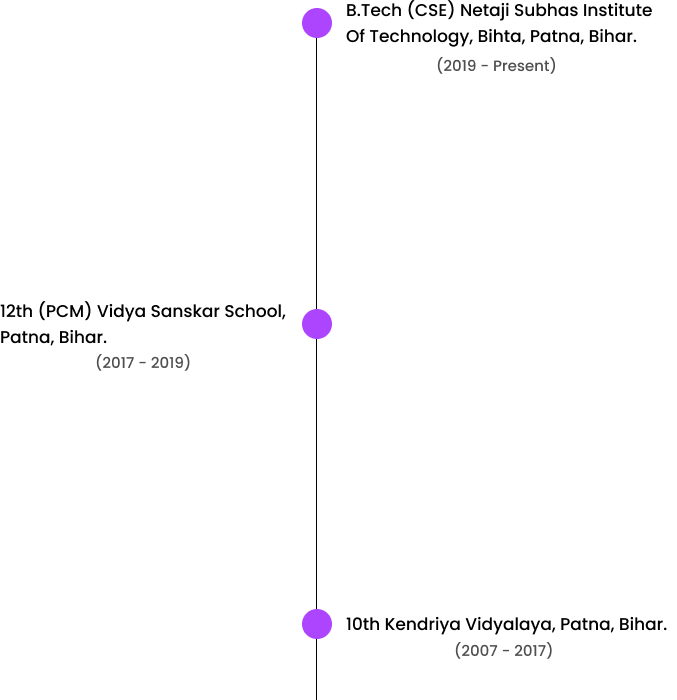 B.Tech (CSE) Netaji Subhas Institute
Of Technology, Bihta, Patna, Bihar.
(2019 - Present)
12th (PCM) Vidya Sanskar School,
Patna, Bihar.
(2017 - 2019)
10th Kendriya Vidyalaya, Patna, Bihar.
(2007 - 2017)